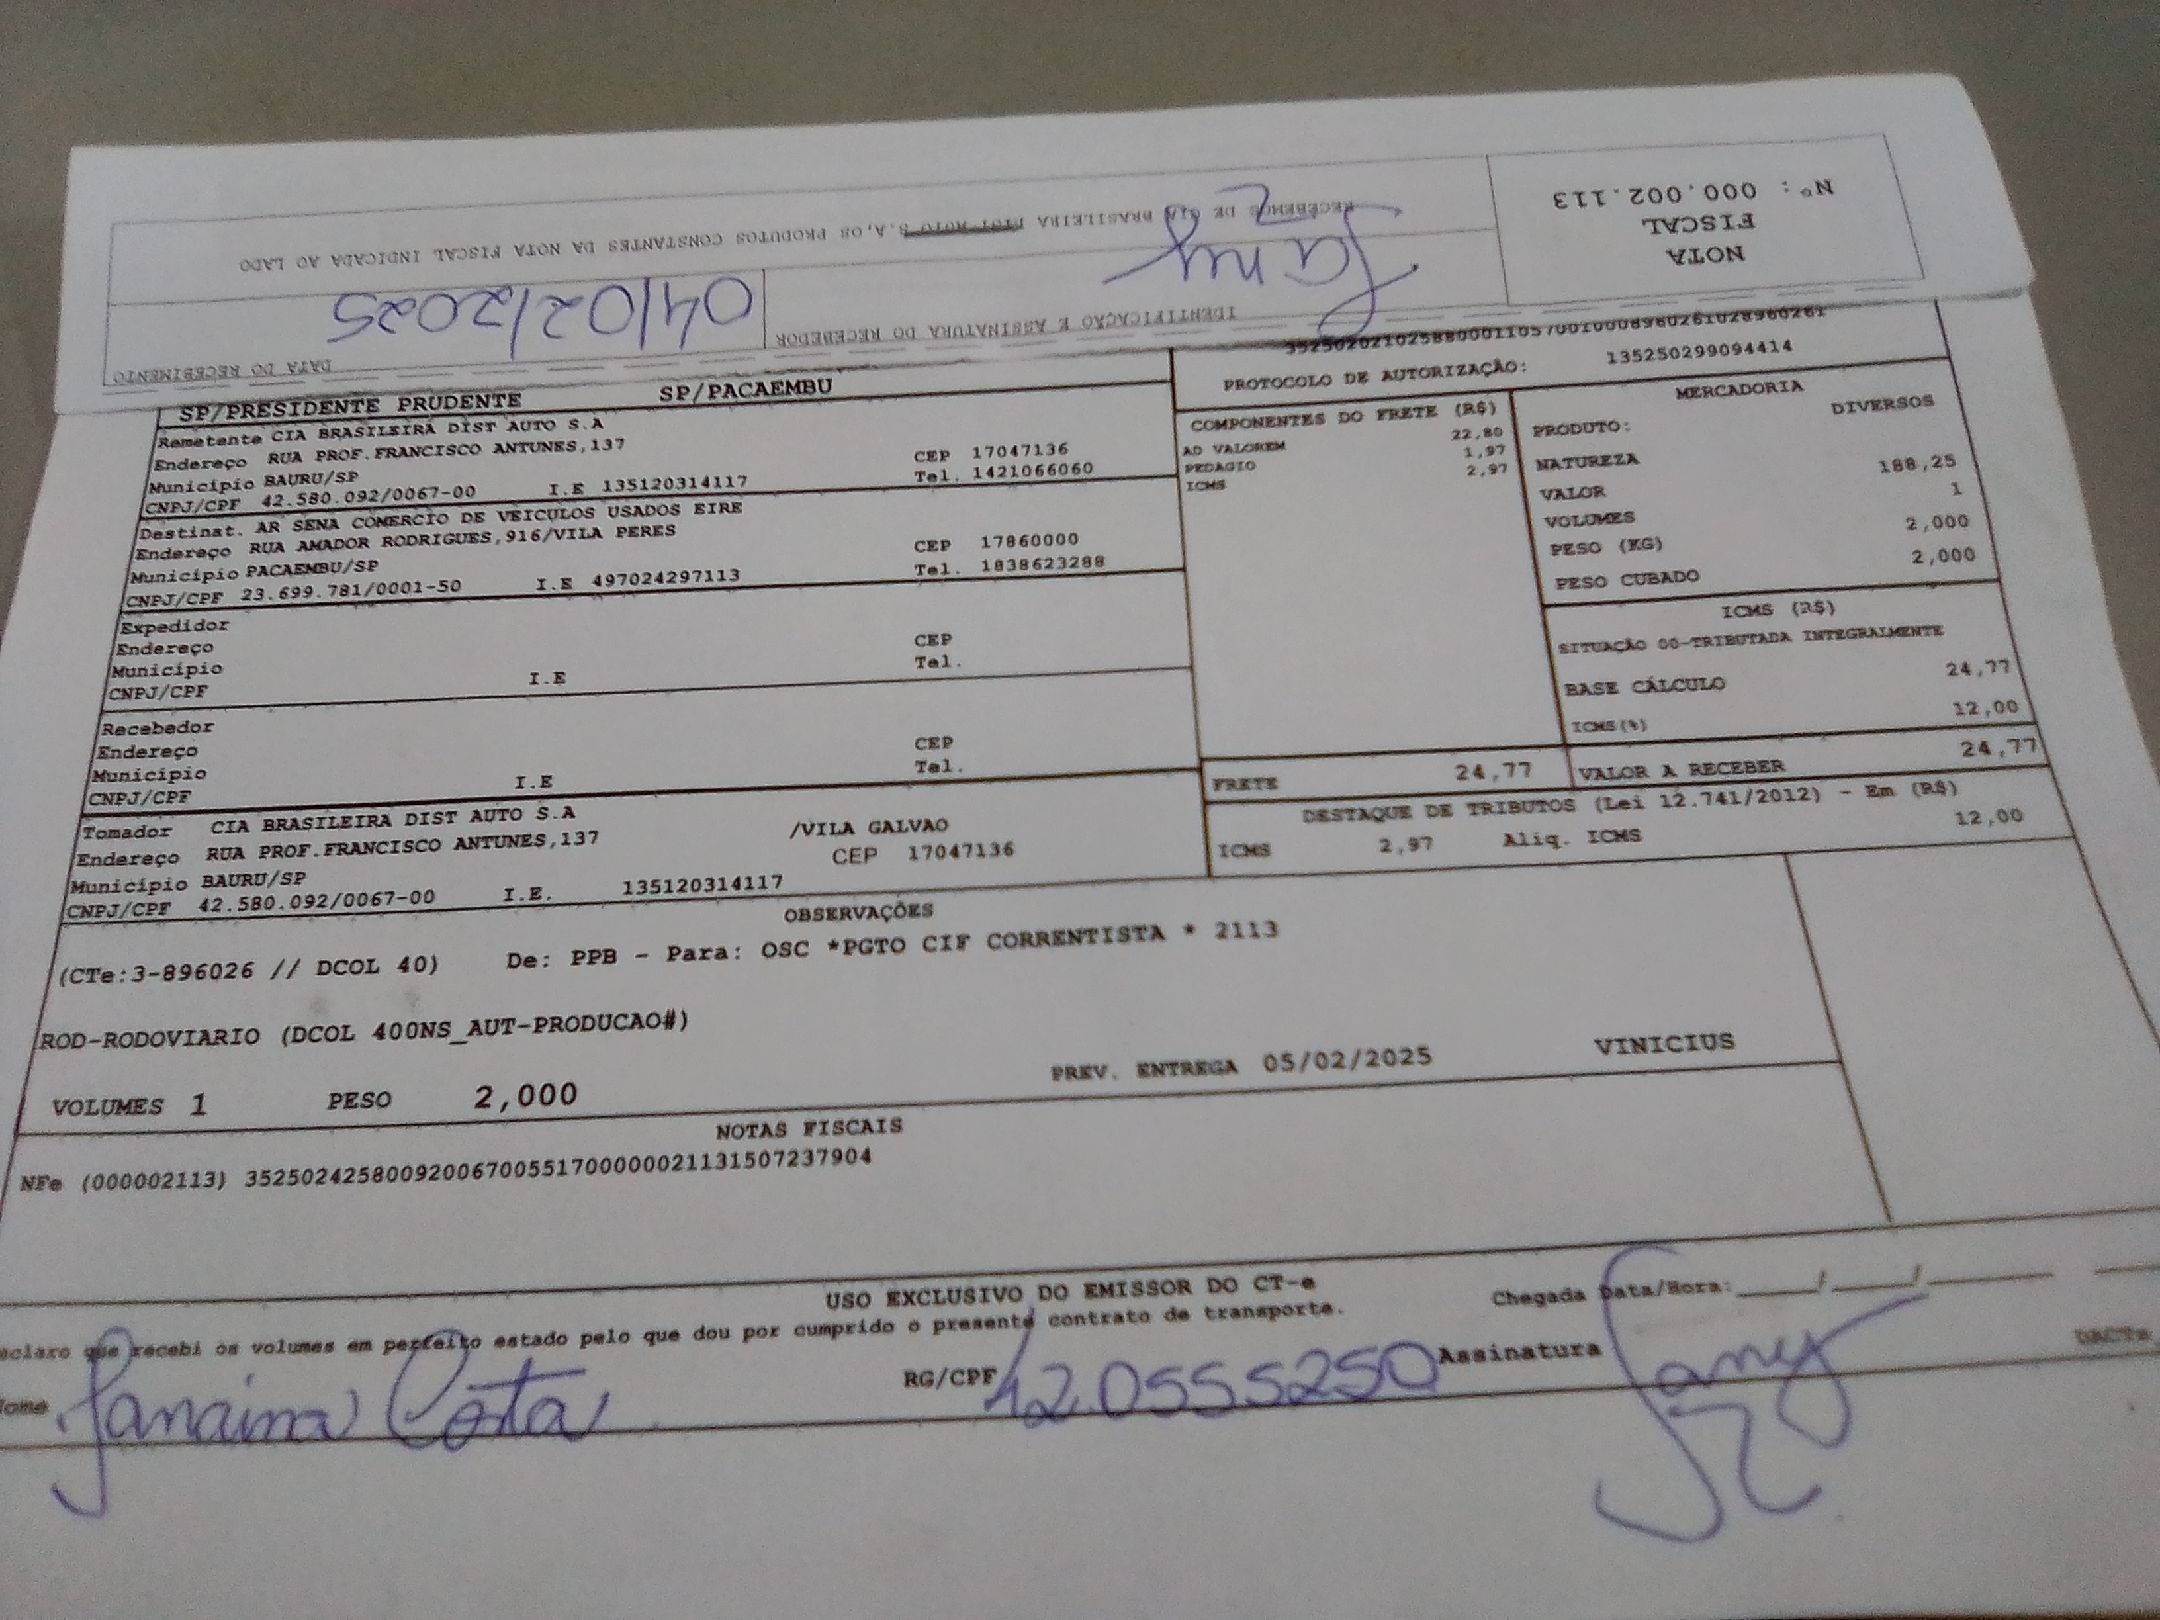 NOTA
FISCAL
Nº: 000.002.113
RECEBEMOS DE CIA BRASILEIRA DIST AUTO S.A, OS PRODUTOS CONSTANTES DA NOTA FISCAL INDICADA AO LADO
DATA DO RECEBIMENTO
04/02/2025
IDENTIFICAÇÃO E ASSINATURA DO RECEBEDOR
Jany
PROTOCOLO DE AUTORIZAÇÃO: 135250299094414
SP/PRESIDENTE PRUDENTE SP/PACAEMBU
Remetente CIA BRASILEIRA DIST AUTO S.A
Endereço RUA PROF.FRANCISCO ANTUNES,137
CEP 17047136
Município BAURU/SP
Tel. 1421066060
CNPJ/CPF 42.580.092/0067-00 I.E 135120314117
Destinat. AR SENA COMERCIO DE VEICULOS USADOS EIRE
Endereço RUA AMADOR RODRIGUES,916/VILA PERES
CEP 17860000
Município PACAEMBU/SP
Tel. 1838623288
CNPJ/CPF 23.699.781/0001-50 I.E 497024297113
Expedidor
Endereço
CEP
Município
Tel.
CNPJ/CPF I.E
Recebedor
Endereço
CEP
Município
Tel.
CNPJ/CPF I.E
Tomador CIA BRASILEIRA DIST AUTO S.A
Endereço RUA PROF.FRANCISCO ANTUNES,137 /VILA GALVAO
CEP 17047136
Município BAURU/SP
CNPJ/CPF 42.580.092/0067-00 I.E. 135120314117
COMPONENTES DO FRETE (R$)
22,80
AD VALOREM 1,97
PEDAGIO 2,97
ICMS
FRETE 24,77
MERCADORIA
PRODUTO: DIVERSOS
NATUREZA
VALOR 188,25
VOLUMES 1
PESO (KG) 2,000
PESO CUBADO 2,000
ICMS (R$)
SITUAÇÃO 00-TRIBUTADA INTEGRALMENTE
BASE CÁLCULO 24,77
ICMS(%) 12,00
VALOR A RECEBER 24,77
DESTAQUE DE TRIBUTOS (Lei 12.741/2012) - Em (R$)
ICMS 2,97 Aliq. ICMS 12,00
OBSERVAÇÕES
(CTe:3-896026 // DCOL 40) De: PPB - Para: OSC *PGTO CIF CORRENTISTA * 2113
ROD-RODOVIARIO (DCOL 400NS_AUT-PRODUCAO#)
PREV. ENTREGA 05/02/2025 VINICIUS
VOLUMES 1 PESO 2,000
NOTAS FISCAIS
NFe (000002113) 35250242580092006700551700000021131507237904
USO EXCLUSIVO DO EMISSOR DO CT-e
eclaro que recebi os volumes em perfeito estado pelo que dou por cumprido o presente contrato de transporte.
Chegada Data/Hora: ____/____/______
ome Janaina Costa RG/CPF 42.0555250 Assinatura Jany
DACTe